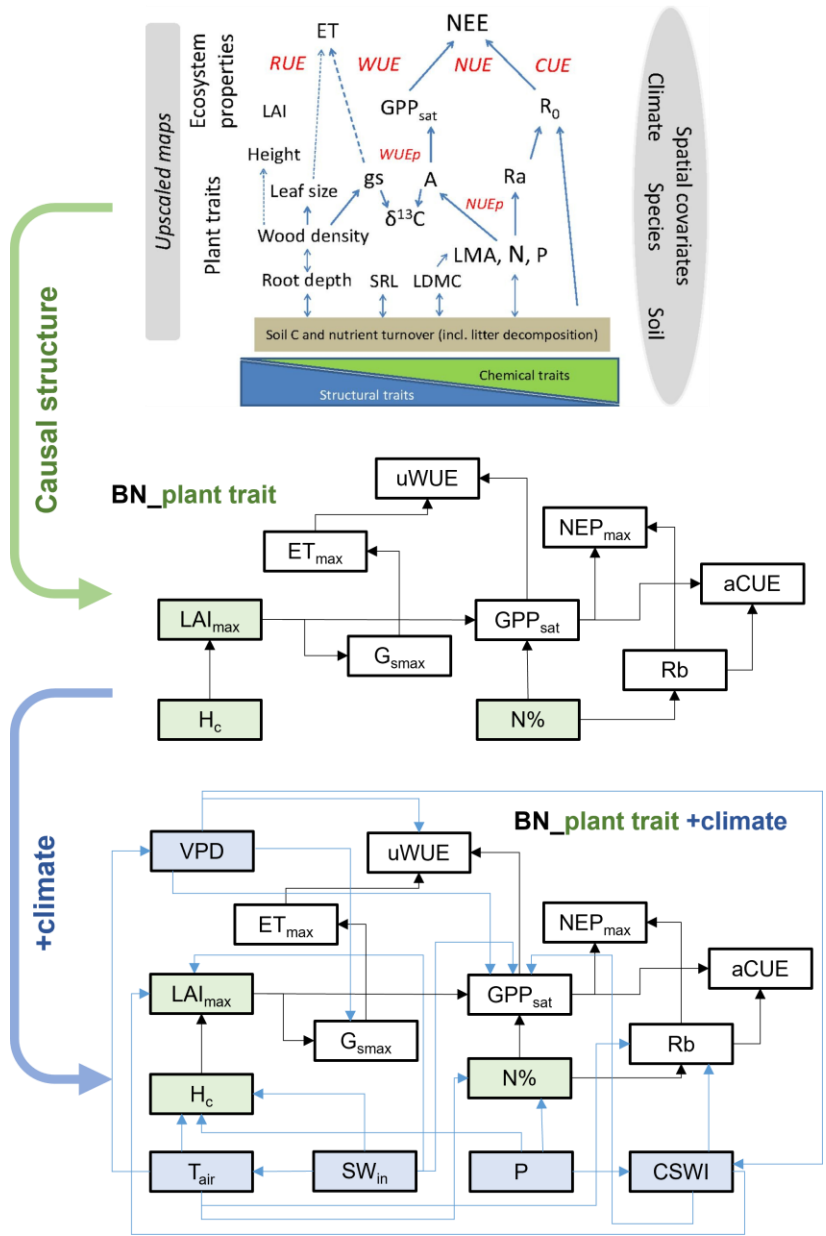 Upscaled maps
Ecosystem
properties
Plant traits
ET
NEE
RUE
WUE
NUE
CUE
LAI
GPPsat
R0
Height
WUEp
Leaf size
gs
A
Ra
δ13C
NUEp
Wood density
LMA, N, P
Root depth
SRL
LDMC
Soil C and nutrient turnover (incl. litter decomposition)
Chemical traits
Structural traits
Climate
Species
Soil
Spatial covariates
Causal structure
BN_plant trait
uWUE
NEPmax
ETmax
aCUE
LAImax
GPPsat
Gsmax
Rb
Hc
N%
+climate
BN_plant trait +climate
VPD
uWUE
ETmax
NEPmax
aCUE
LAImax
GPPsat
Gsmax
Rb
Hc
N%
Tair
SWin
P
CSWI